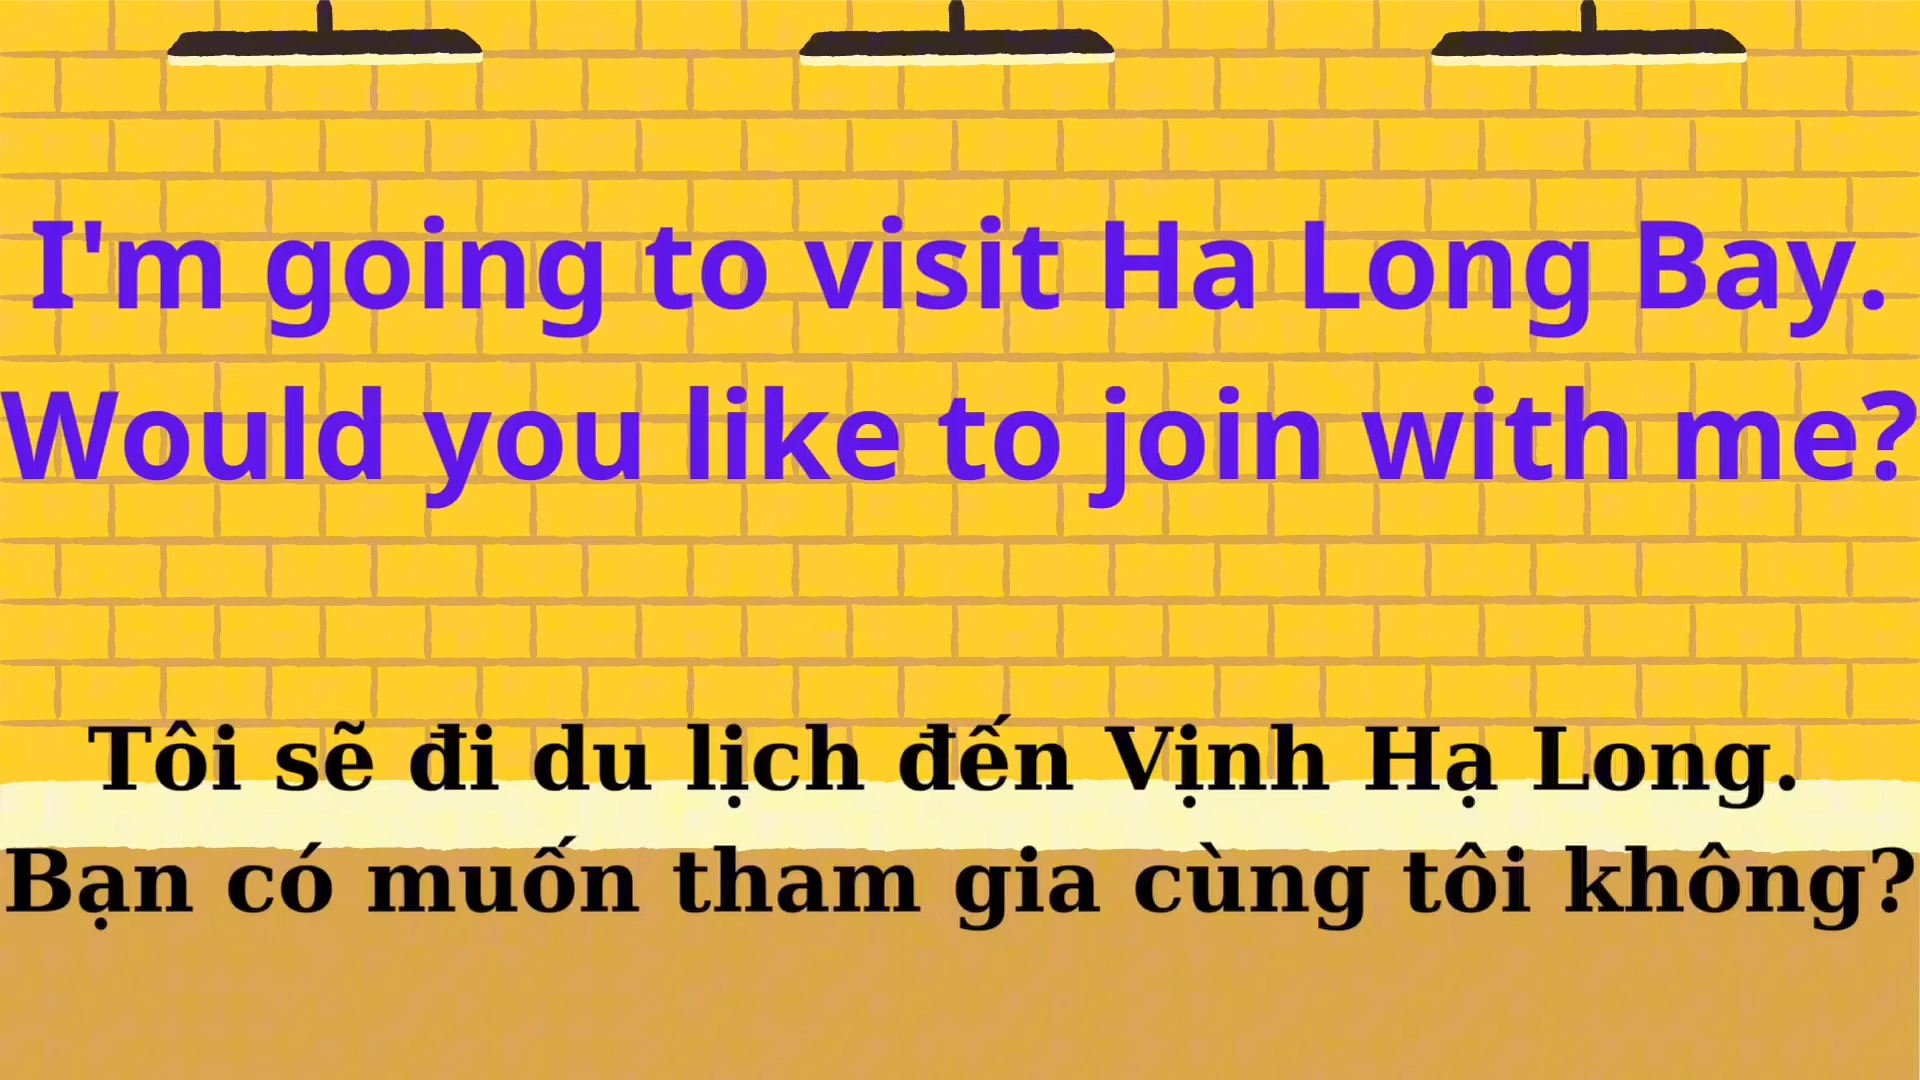 I'm going to visit Ha Long Bay.
Would you like to join with me?
Tôi sẽ đi du lịch đến Vịnh Hạ Long.
Bạn có muốn tham gia cùng tôi không?